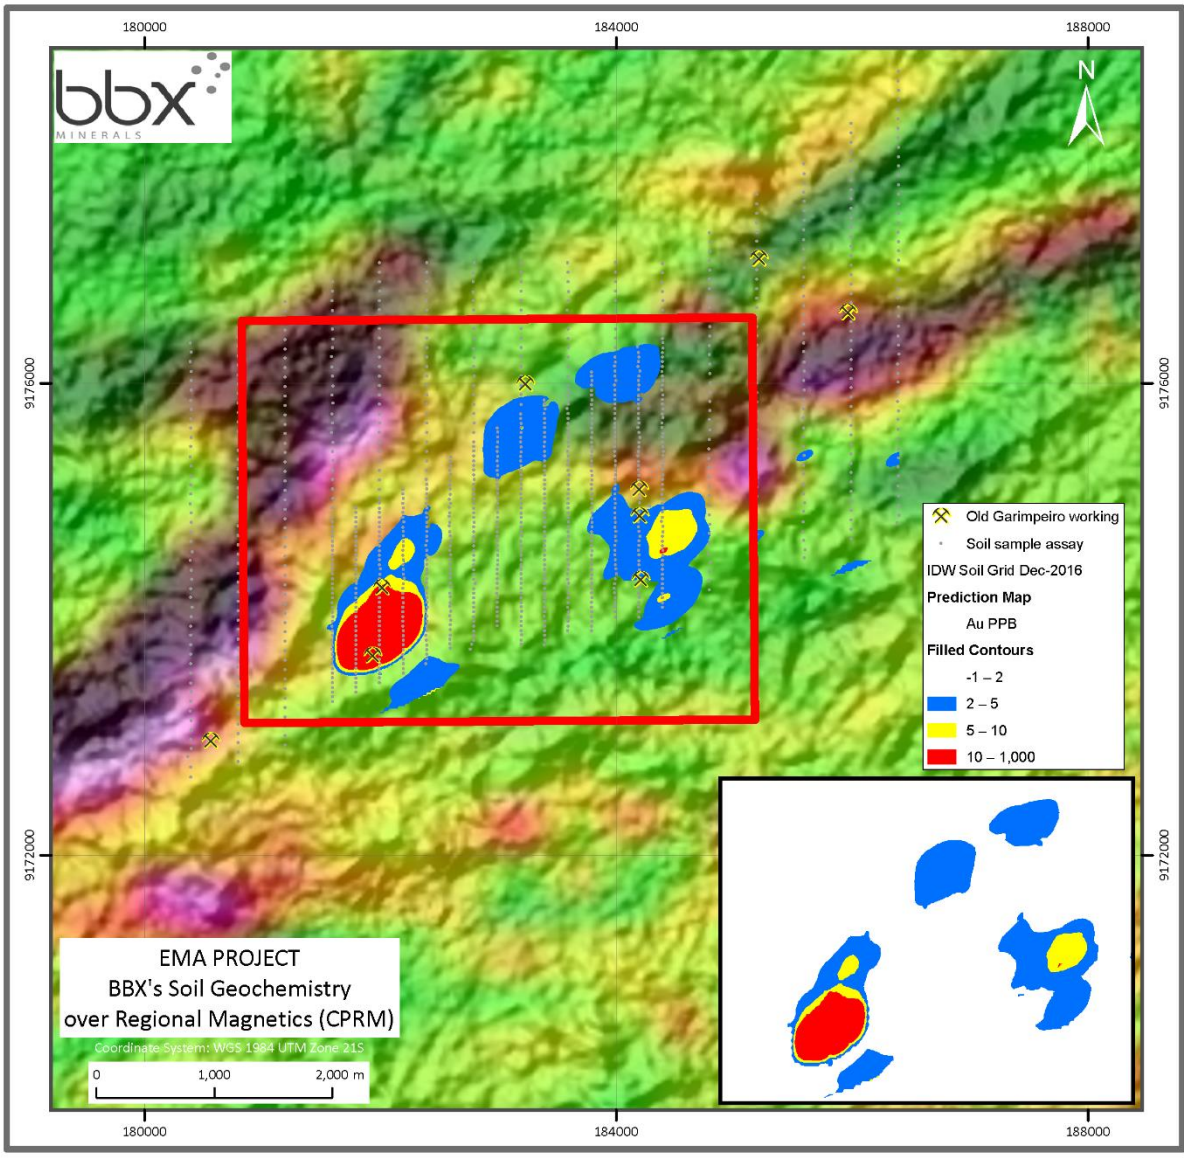 180000
184000
188000
bbx
MINERALS
N
9176000
9176000
Old Garimpeiro working
Soil sample assay
IDW Soil Grid Dec-2016
Prediction Map
Au PPB
Filled Contours
-1 – 2
2 – 5
5 – 10
10 – 1,000
9172000
9172000
EMA PROJECT
BBX's Soil Geochemistry
over Regional Magnetics (CPRM)
Coordinate System: WGS 1984 UTM Zone 21S
0 1,000 2,000 m
180000
184000
188000